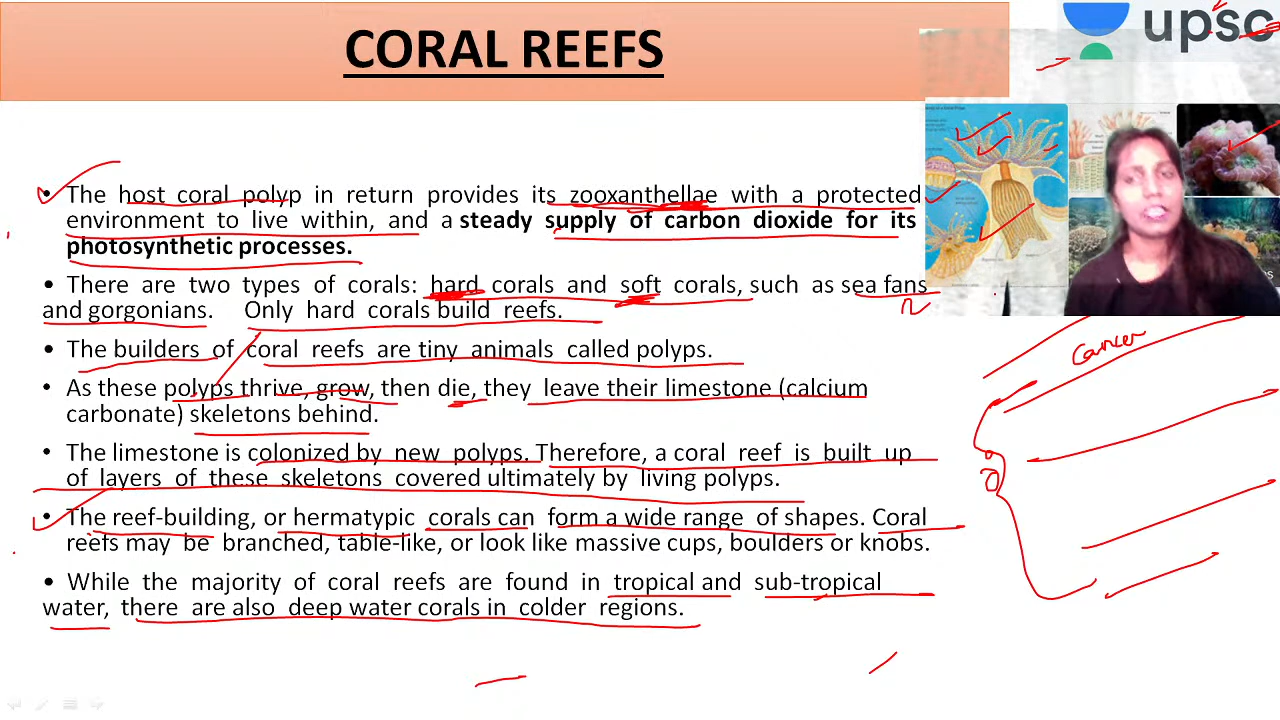 CORAL REEFS
upsc
• The host coral polyp in return provides its zooxanthellae with a protected
environment to live within, and a steady supply of carbon dioxide for its
photosynthetic processes.
• There are two types of corals: hard corals and soft corals, such as sea fans
and gorgonians. Only hard corals build reefs.
• The builders of coral reefs are tiny animals called polyps.
• As these polyps thrive, grow, then die, they leave their limestone (calcium
carbonate) skeletons behind.
• The limestone is colonized by new polyps. Therefore, a coral reef is built up
of layers of these skeletons covered ultimately by living polyps.
• The reef-building, or hermatypic corals can form a wide range of shapes. Coral
reefs may be branched, table-like, or look like massive cups, boulders or knobs.
• While the majority of coral reefs are found in tropical and sub-tropical
water, there are also deep water corals in colder regions.
Cancer